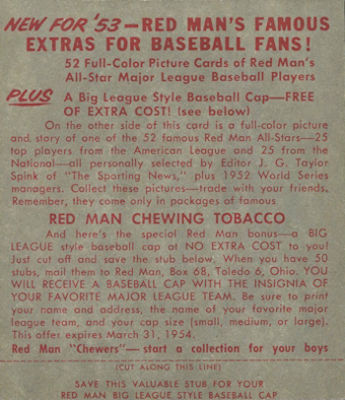 NEW FOR '53—RED MAN'S FAMOUS
EXTRAS FOR BASEBALL FANS!
52 Full-Color Picture Cards of Red Man's
All-Star Major League Baseball Players
PLUS A Big League Style Baseball Cap—FREE
OF EXTRA COST! (see below)
On the other side of this card is a full-color picture
and story of one of the 52 famous Red Man All-Stars—25
top players from the American League and 25 from the
National—all personally selected by Editor J. G. Taylor
Spink of "The Sporting News," plus 1952 World Series
managers. Collect these pictures—trade with your friends.
Remember, they come only in packages of famous
RED MAN CHEWING TOBACCO
And here's the special Red Man bonus—a BIG
LEAGUE style baseball cap at NO EXTRA COST to you!
Just cut off and save the stub below. When you have 50
stubs, mail them to Red Man, Box 68, Toledo 6, Ohio. YOU
WILL RECEIVE A BASEBALL CAP WITH THE INSIGNIA OF
YOUR FAVORITE MAJOR LEAGUE TEAM. Be sure to print
your name and address, the name of your favorite major
league team, and your cap size (small, medium, or large).
This offer expires March 31, 1954.
Red Man "Chewers"— start a collection for your boys
(CUT ALONG THIS LINE)
SAVE THIS VALUABLE STUB FOR YOUR
RED MAN BIG LEAGUE STYLE BASEBALL CAP